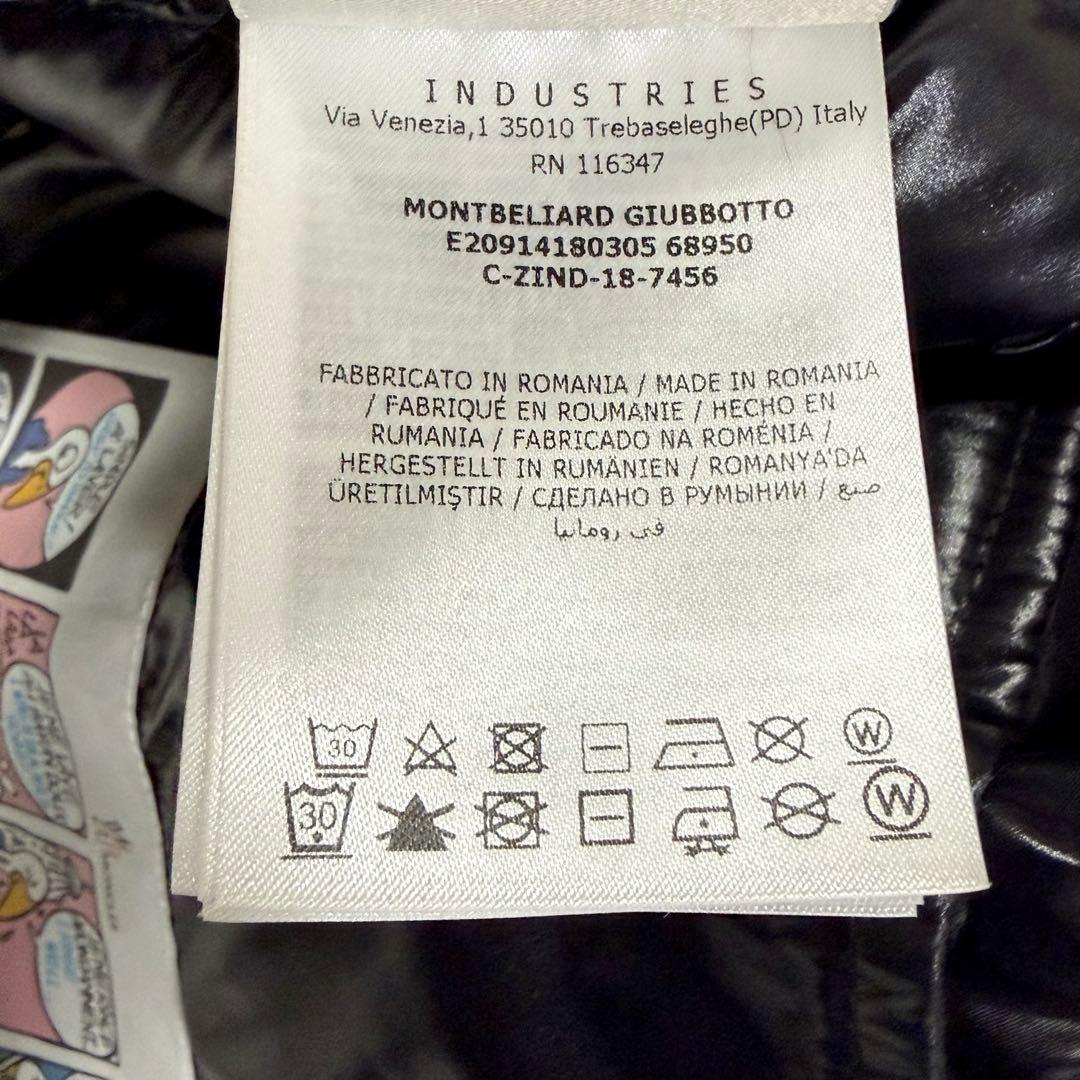 INDUSTRIES
Via Venezia,1 35010 Trebaseleghe(PD) Italy
RN 116347
MONTBELIARD GIUBBOTTO
E20914180305 68950
C-ZIND-18-7456
FABBRICATO IN ROMANIA / MADE IN ROMANIA
/ FABRIQUÉ EN ROUMANIE / HECHO EN
RUMANIA / FABRICADO NA ROMÉNIA /
HERGESTELLT IN RUMÄNIEN / ROMANYA'DA
ÜRETILMIŞTIR / СДЕЛАНО В РУМЫНИИ / صنع
في رومانيا
30 W
30 W